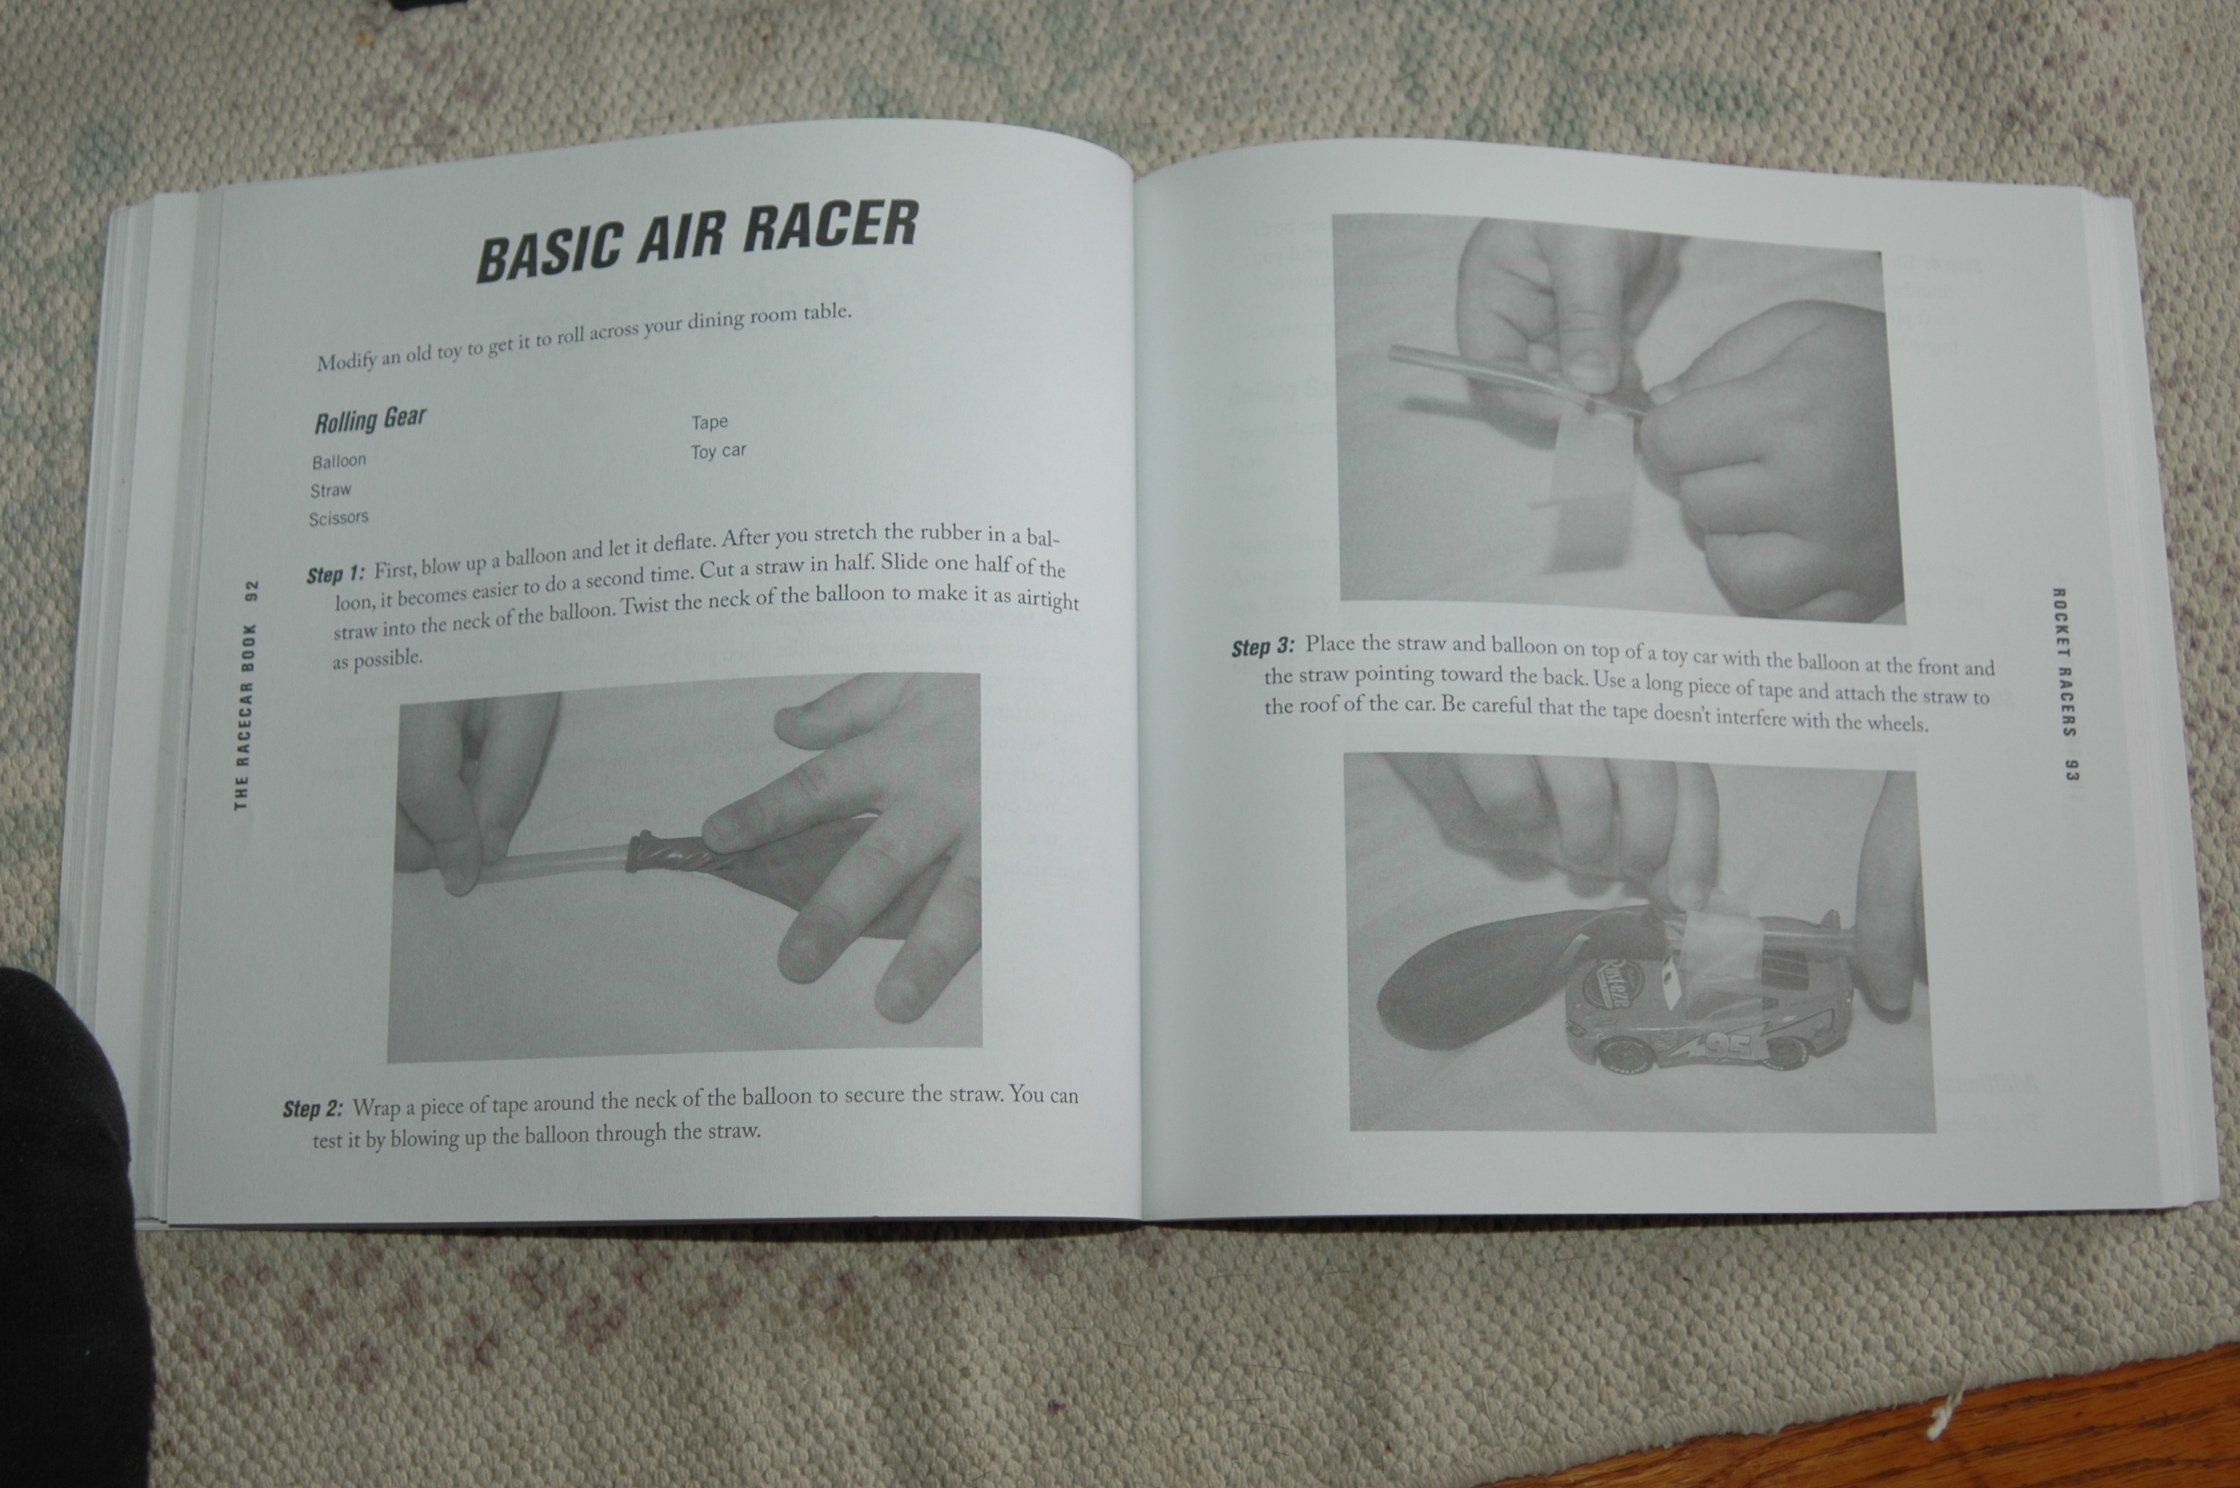 BASIC AIR RACER
Modify an old toy to get it to roll across your dining room table.
Rolling Gear
Balloon
Straw
Scissors
Tape
Toy car
Step 1: First, blow up a balloon and let it deflate. After you stretch the rubber in a bal-
loon, it becomes easier to do a second time. Cut a straw in half. Slide one half of the
straw into the neck of the balloon. Twist the neck of the balloon to make it as airtight
as possible.
Step 2: Wrap a piece of tape around the neck of the balloon to secure the straw. You can
test it by blowing up the balloon through the straw.
THE RACECAR BOOK 92
Step 3: Place the straw and balloon on top of a toy car with the balloon at the front and
the straw pointing toward the back. Use a long piece of tape and attach the straw to
the roof of the car. Be careful that the tape doesn't interfere with the wheels.
Rust-eze
95
ROCKET RACERS 93